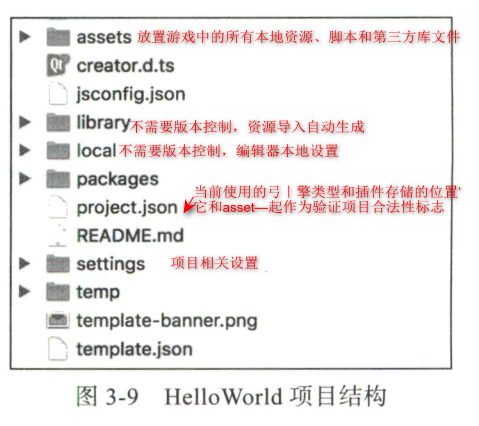 assets 放置游戏中的所有本地资源、脚本和第三方库文件
creator.d.ts
jsconfig.json
library 不需要版本控制，资源导入自动生成
local 不需要版本控制，编辑器本地设置
packages
当前使用的弓｜擎类型和插件存储的位置'
project.json 它和asset—起作为验证项目合法性标志
README.md
settings 项目相关设置
temp
template-banner.png
template.json
图 3-9 HelloWorld 项目结构